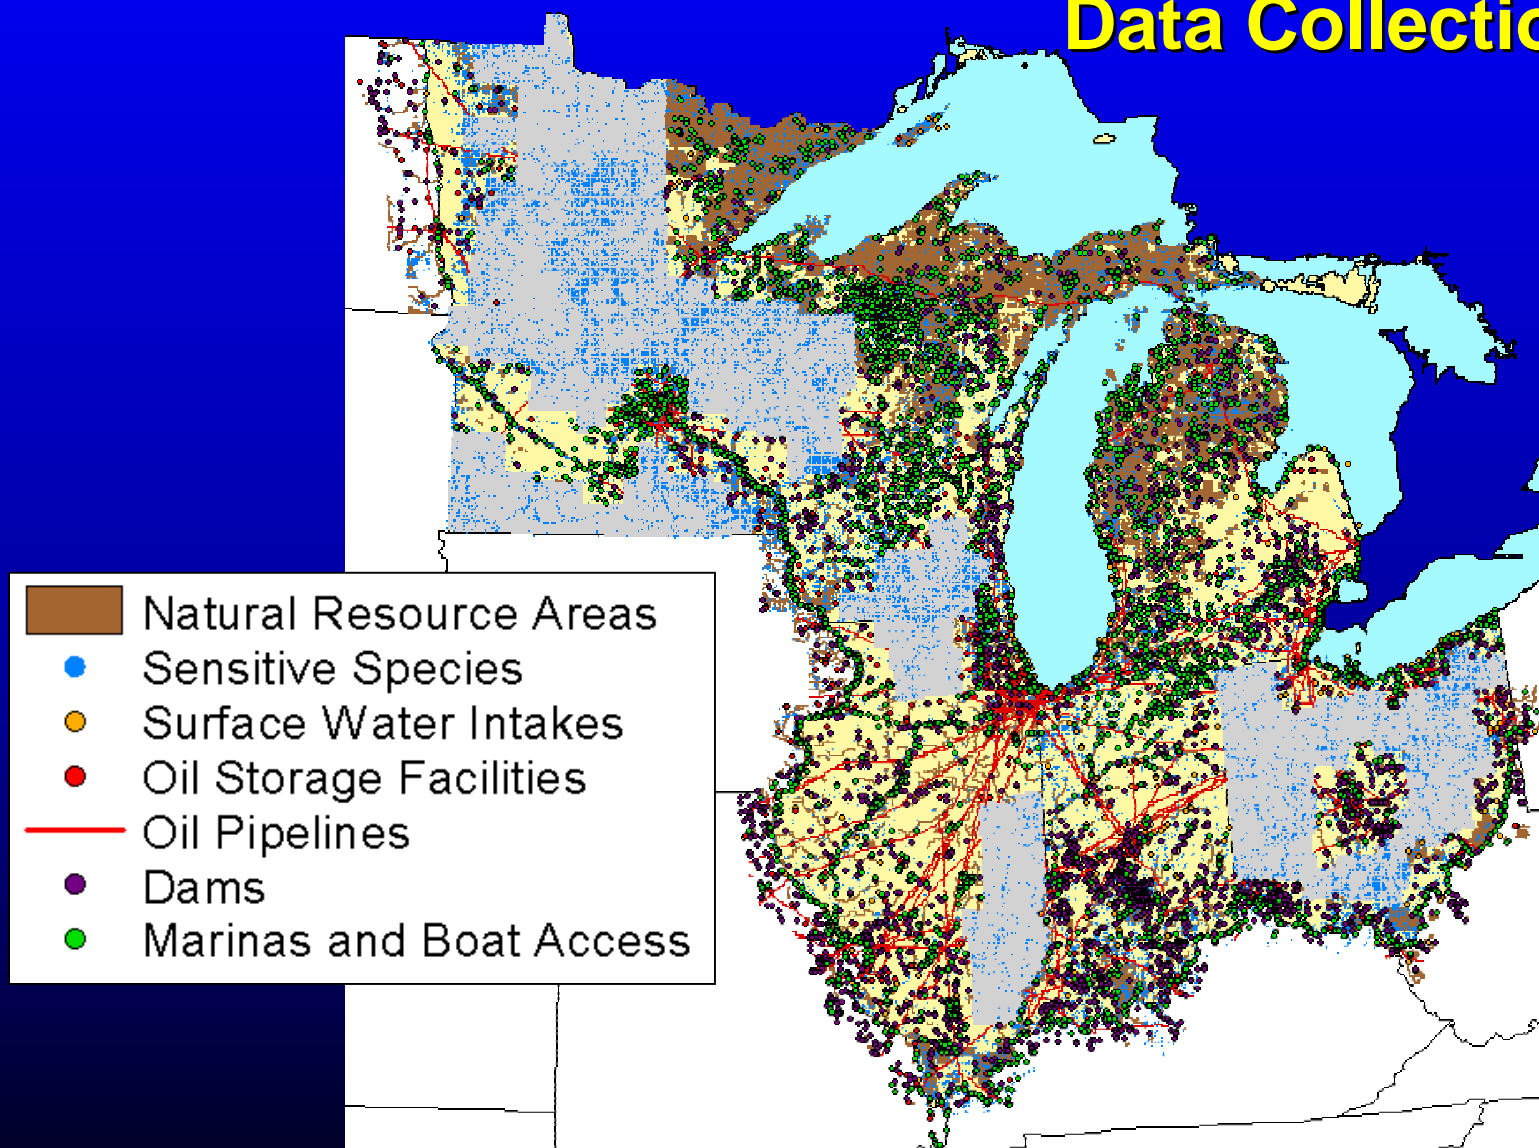 Data Collectio
Natural Resource Areas
Sensitive Species
Surface Water Intakes
Oil Storage Facilities
Oil Pipelines
Dams
Marinas and Boat Access